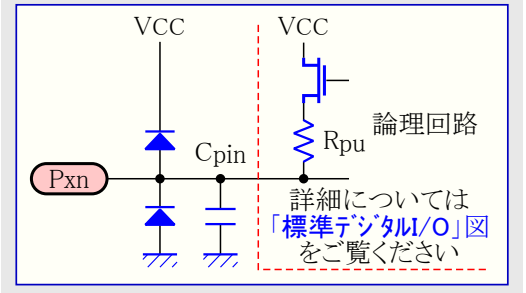 VCC VCC
論理回路
Rpu
Cpin
Pxn
詳細については
「標準デジタルI/O」図
をご覧ください